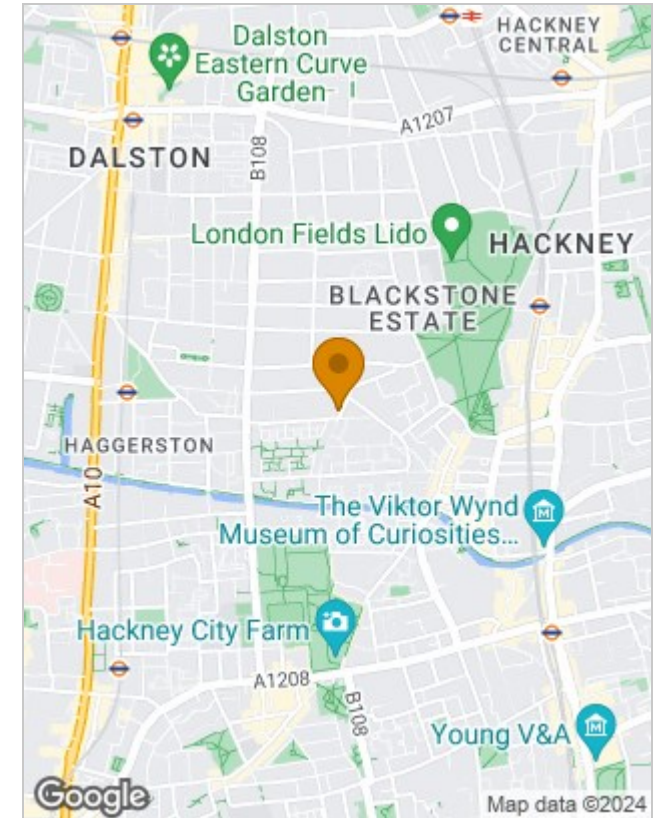 HACKNEY
CENTRAL
Dalston
Eastern Curve
Garden
A1207
DALSTON
B108
London Fields Lido
HACKNEY
BLACKSTONE
ESTATE
HAGGERSTON
A10
The Viktor Wynd
Museum of Curiosities...
Hackney City Farm
A1208
B108
Young V&A
Google
Map data ©2024